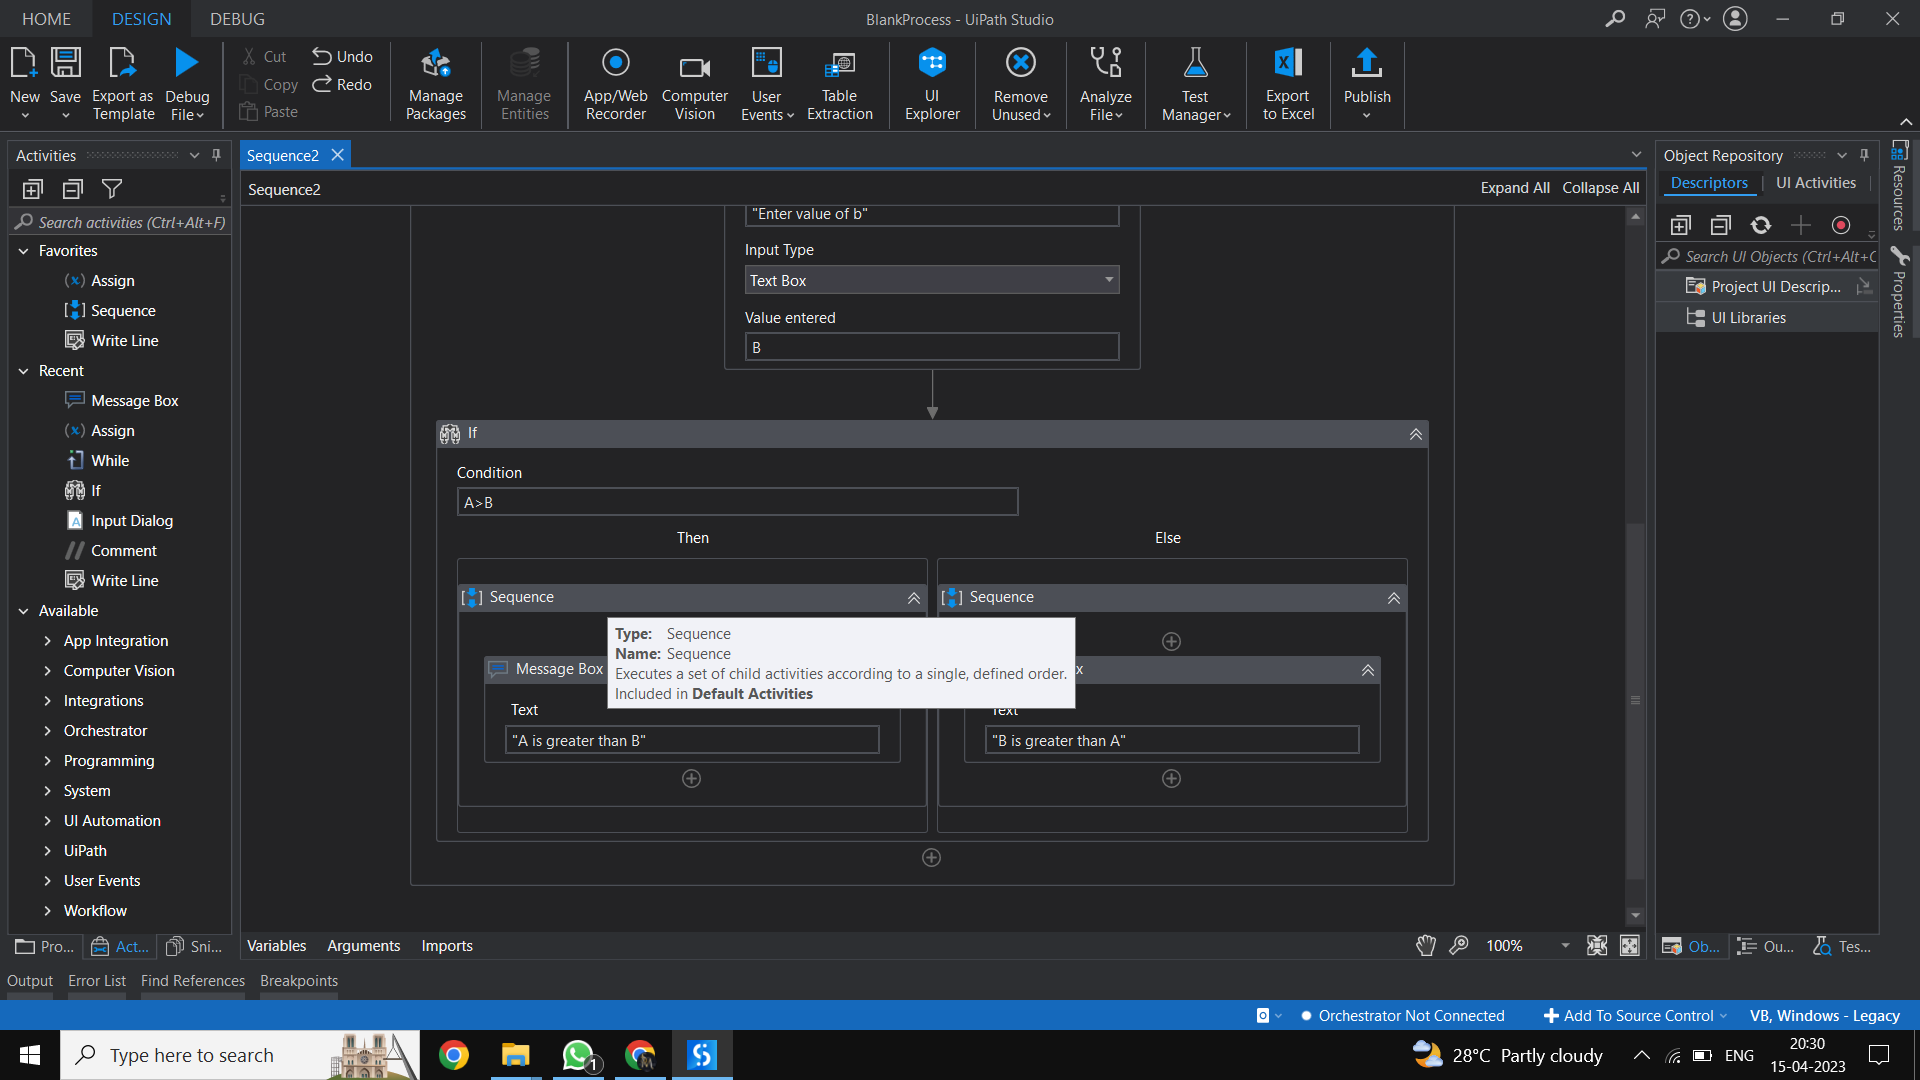 HOME DESIGN DEBUG
BlankProcess - UiPath Studio
New
Save
Export as Template
Debug File
Cut
Copy
Paste
Undo
Redo
Manage Packages
Manage Entities
App/Web Recorder
Computer Vision
User Events
Table Extraction
UI Explorer
Remove Unused
Analyze File
Test Manager
Export to Excel
Publish
Activities
Search activities (Ctrl+Alt+F)
Favorites
Assign
Sequence
Write Line
Recent
Message Box
Assign
While
If
Input Dialog
Comment
Write Line
Available
App Integration
Computer Vision
Integrations
Orchestrator
Programming
System
UI Automation
UiPath
User Events
Workflow
Pro... Act... Sni...
Sequence2
Sequence2
Expand All Collapse All
"Enter value of b"
Input Type
Text Box
Value entered
B
If
Condition
A>B
Then Else
Sequence
Sequence
Type: Sequence
Name: Sequence
Executes a set of child activities according to a single, defined order.
Included in Default Activities
Message Box
x
Text
Text
"A is greater than B"
"B is greater than A"
Variables Arguments Imports
100%
Object Repository
Descriptors UI Activities
Search UI Objects (Ctrl+Alt+C
Project UI Descrip...
UI Libraries
Ob... Ou... Tes...
Resources
Properties
Output Error List Find References Breakpoints
Orchestrator Not Connected
Add To Source Control
VB, Windows - Legacy
Type here to search
1
28°C Partly cloudy
ENG
20:30
15-04-2023